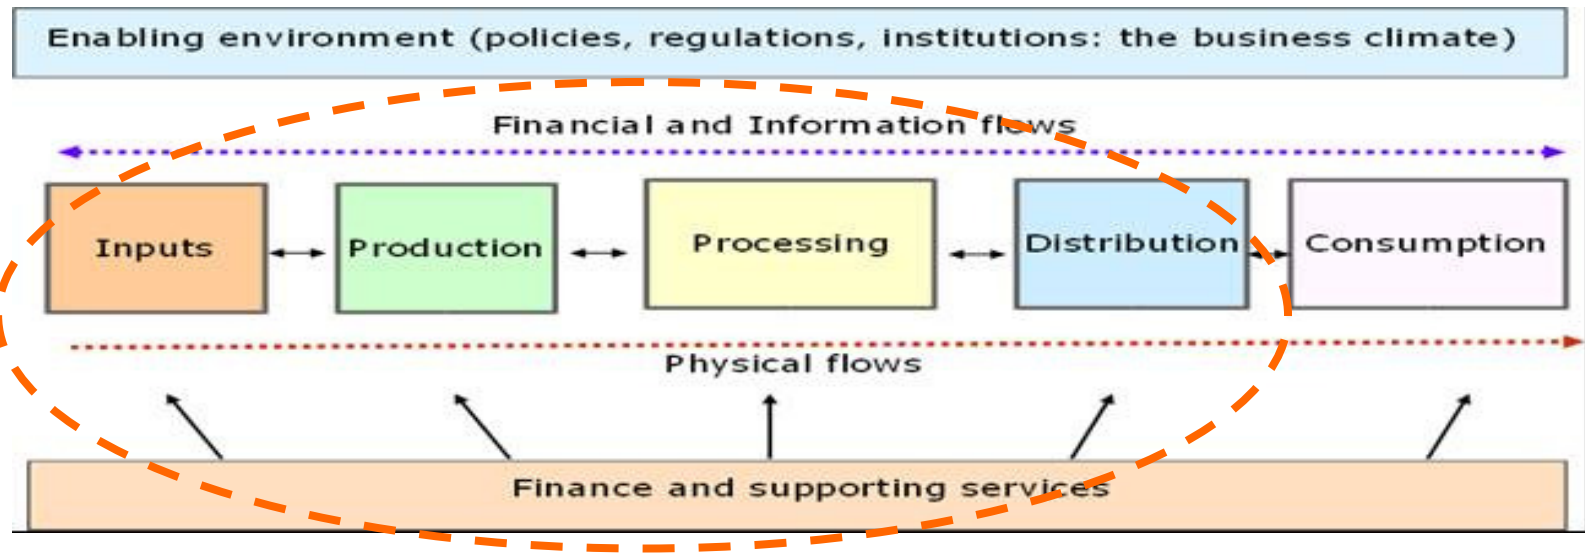 Enabling environment (policies, regulations, institutions: the business climate)
Financial and Information flows
Inputs
Production
Processing
Distribution
Consumption
Physical flows
Finance and supporting services